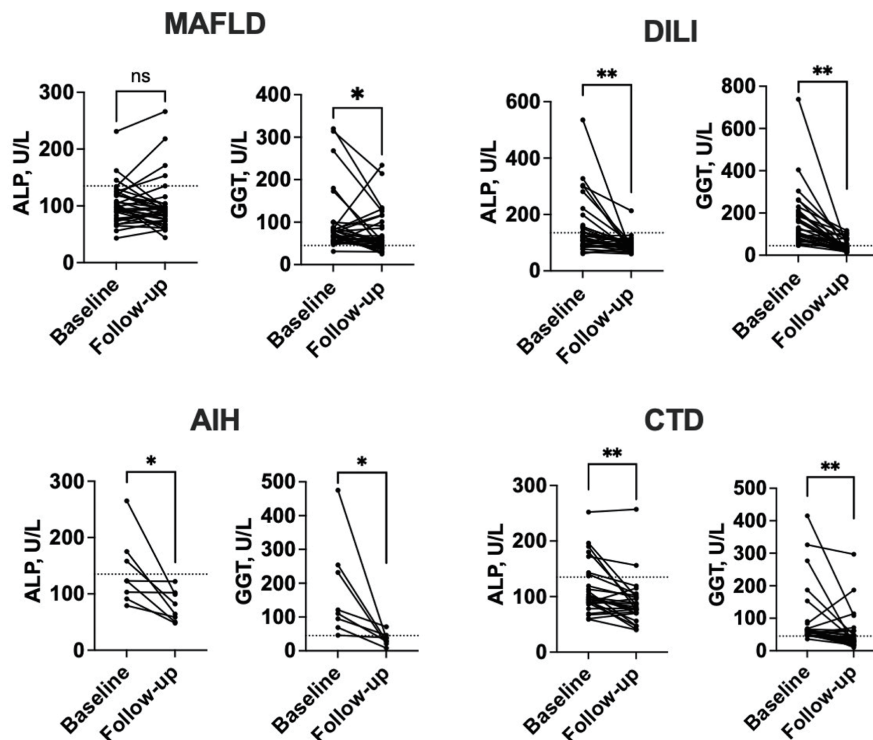 MAFLD
ns
ALP, U/L
300
200
100
0
Baseline
Follow-up
*
GGT, U/L
400
300
200
100
0
Baseline
Follow-up
DILI
**
ALP, U/L
600
400
200
0
Baseline
Follow-up
**
GGT, U/L
800
600
400
200
0
Baseline
Follow-up
AIH
*
ALP, U/L
300
200
100
0
Baseline
Follow-up
*
GGT, U/L
500
400
300
200
100
0
Baseline
Follow-up
CTD
**
ALP, U/L
300
200
100
0
Baseline
Follow-up
**
GGT, U/L
500
400
300
200
100
0
Baseline
Follow-up